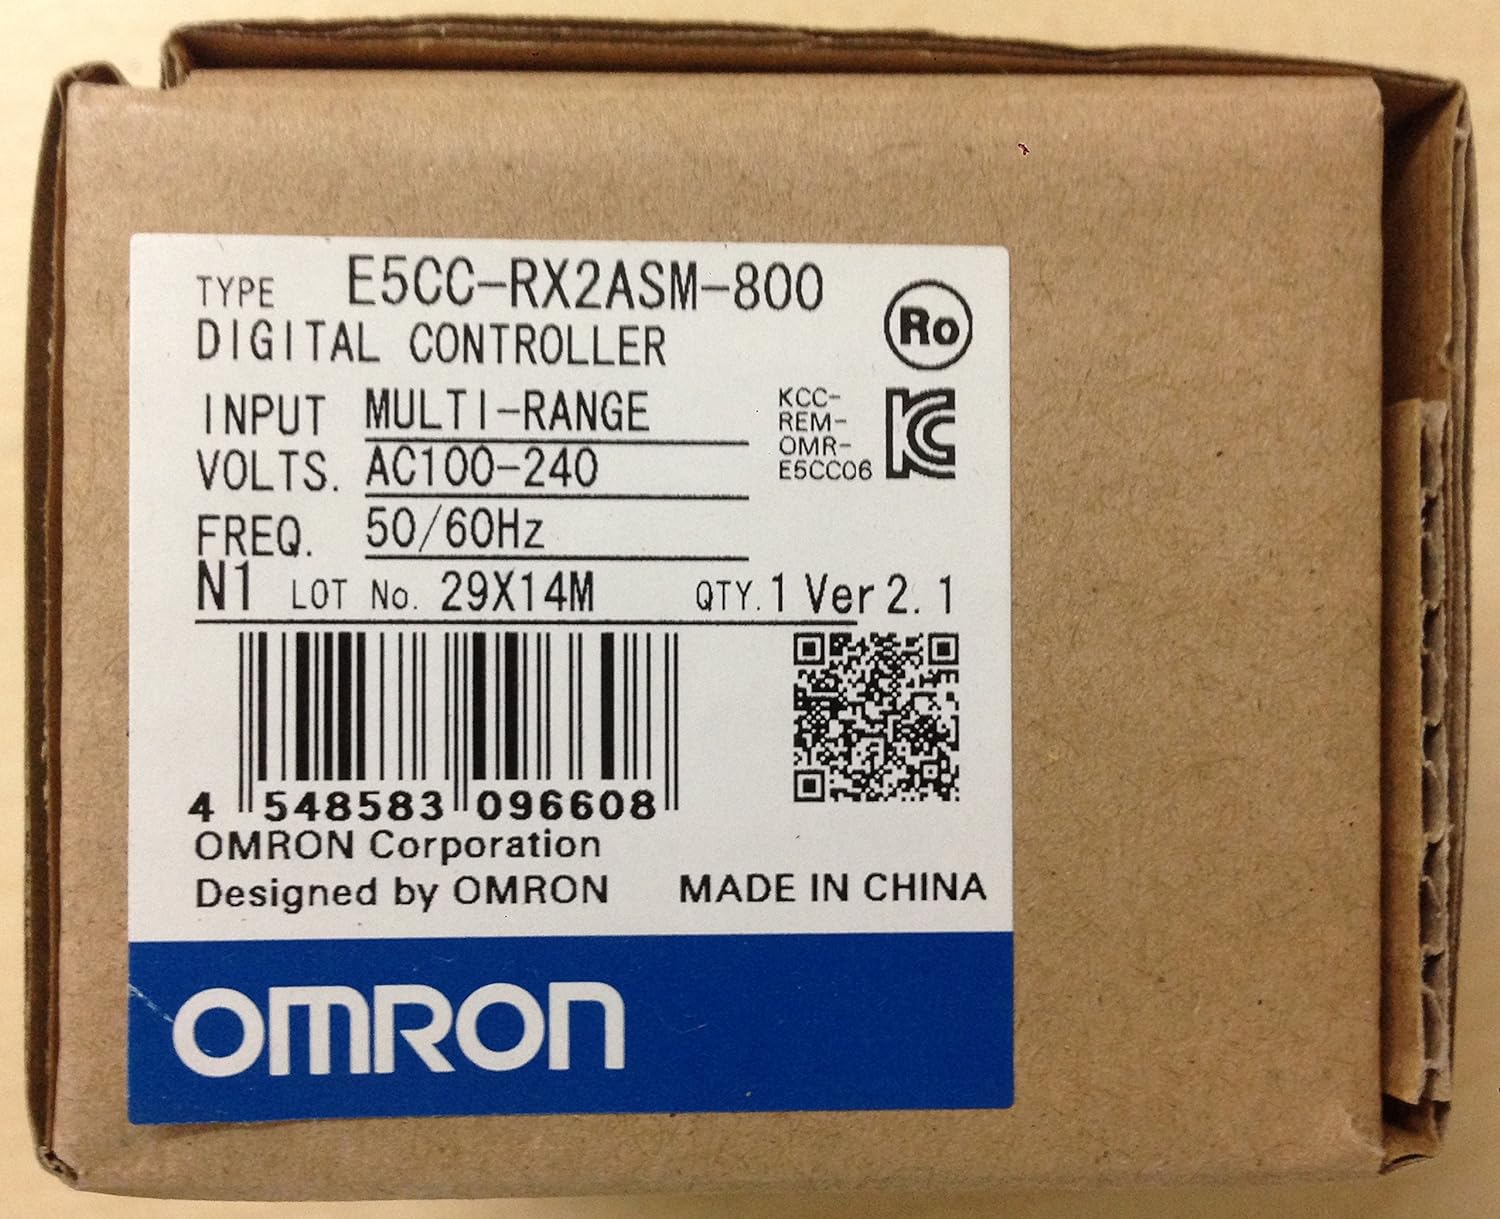 TYPE E5CC-RX2ASM-800
DIGITAL CONTROLLER
Ro
INPUT MULTI-RANGE
VOLTS. AC100-240
FREQ. 50/60Hz
KCC-
REM-
OMR-
E5CC06
KC
N1 LOT No. 29X14M QTY. 1 Ver 2. 1
4 548583 096608
OMRON Corporation
Designed by OMRON MADE IN CHINA
OMRON